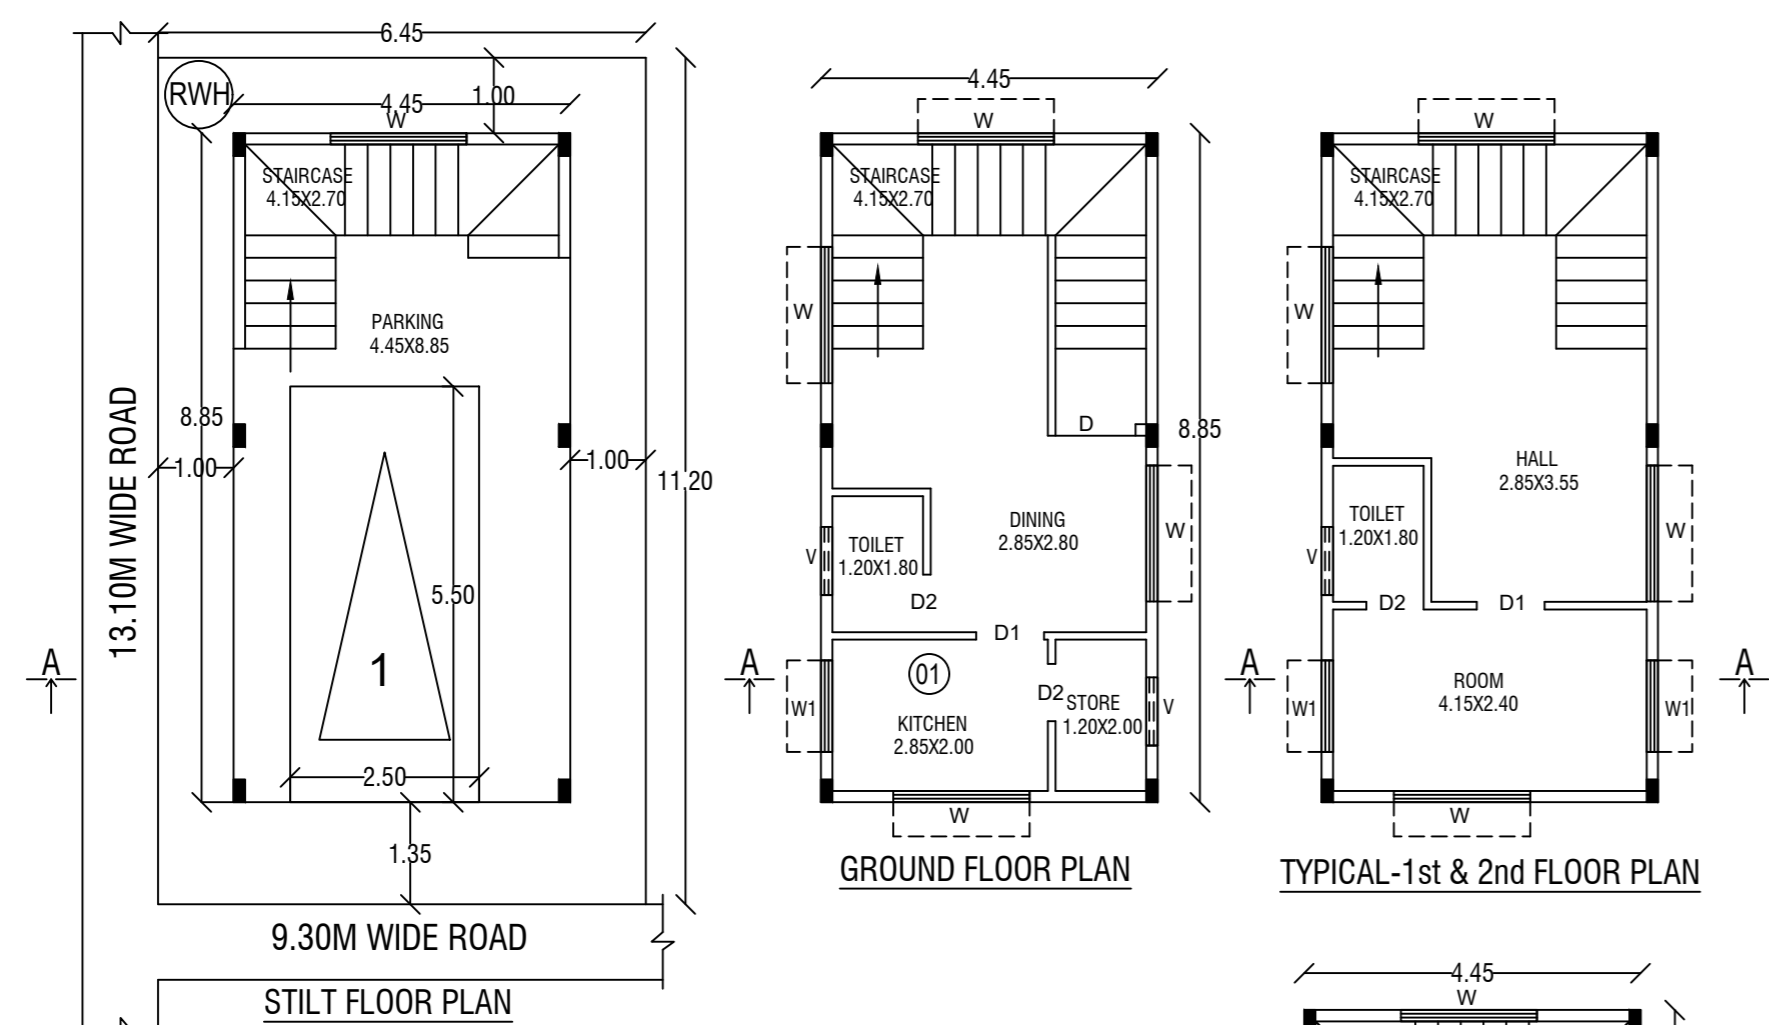 6.45
RWH
4.45
1.00
W
STAIRCASE
4.15X2.70
PARKING
4.45X8.85
8.85
1.00
1.00
11.20
13.10M WIDE ROAD
5.50
1
A
2.50
1.35
9.30M WIDE ROAD
STILT FLOOR PLAN
4.45
W
STAIRCASE
4.15X2.70
W
D
8.85
DINING
2.85X2.80
W
TOILET
1.20X1.80
V
D2
D1
A
01
D2
STORE
1.20X2.00
V
W1
KITCHEN
2.85X2.00
W
A
GROUND FLOOR PLAN
W
STAIRCASE
4.15X2.70
W
HALL
2.85X3.55
TOILET
1.20X1.80
V
W
D2
D1
ROOM
4.15X2.40
W1
W1
A
W
TYPICAL-1st & 2nd FLOOR PLAN
4.45
W